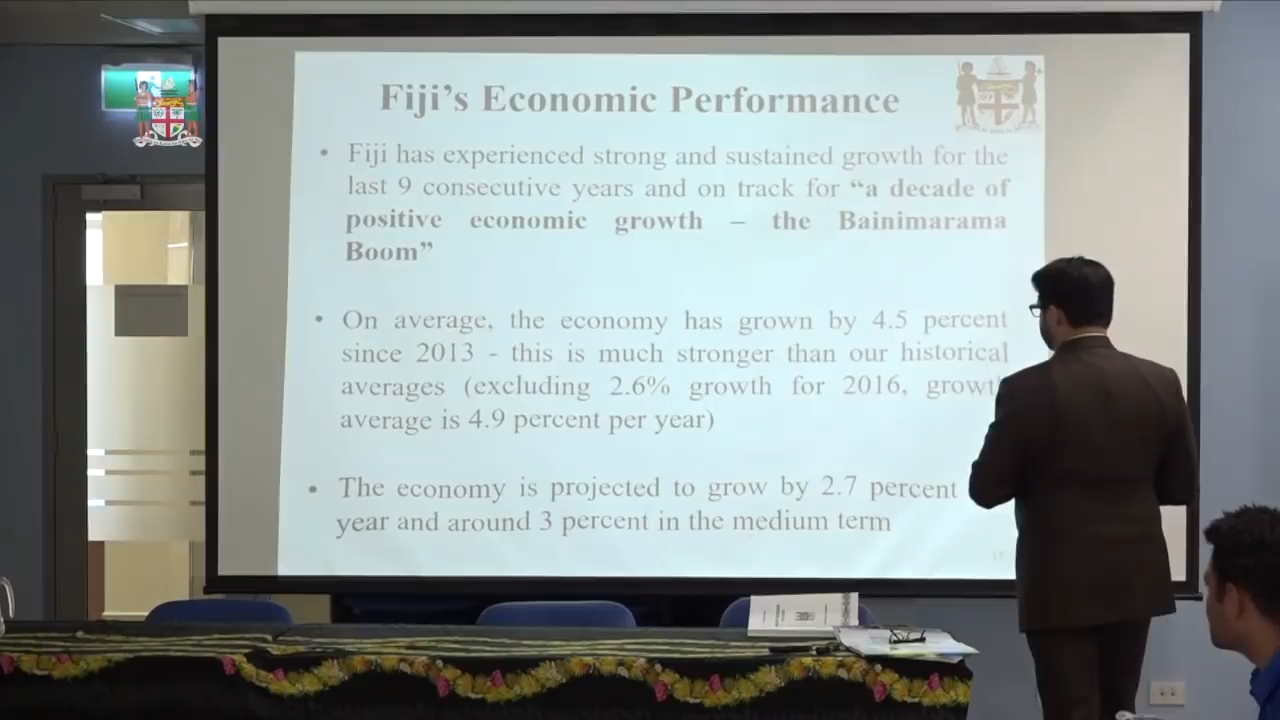 Fiji’s Economic Performance
• Fiji has experienced strong and sustained growth for the
last 9 consecutive years and on track for “a decade of
positive economic growth – the Bainimarama
Boom”
• On average, the economy has grown by 4.5 percent
since 2013 - this is much stronger than our historical
averages (excluding 2.6% growth for 2016, growth
average is 4.9 percent per year)
• The economy is projected to grow by 2.7 percent
year and around 3 percent in the medium term